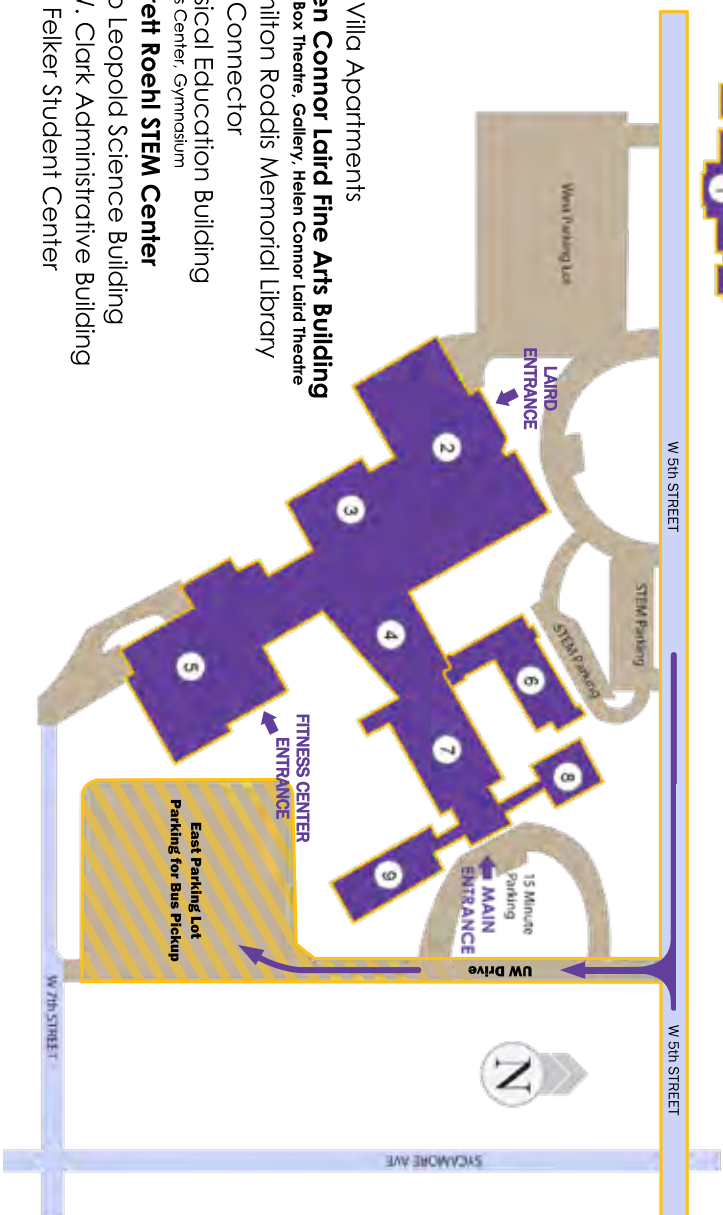 Villa Apartments
en Connor Laird Fine Arts Building
Box Theatre, Gallery, Helen Connor Laird Theatre
nilton Roddis Memorial Library
Connector
sical Education Building
s Center, Gymnasium
rett Roehl STEM Center
o Leopold Science Building
. Clark Administrative Building
Felker Student Center
1
W 5th STREET
West Parking Lot
LAIRD
ENTRANCE
STEM Parking
STEM Parking
2
3
4
5
6
7
8
9
FITNESS CENTER
ENTRANCE
MAIN
ENTRANCE
15 Minute
Parking
East Parking Lot
Parking for Bus Pickup
UW Drive
W 5th STREET
W 7th STREET
N
SYCAMORE AVE